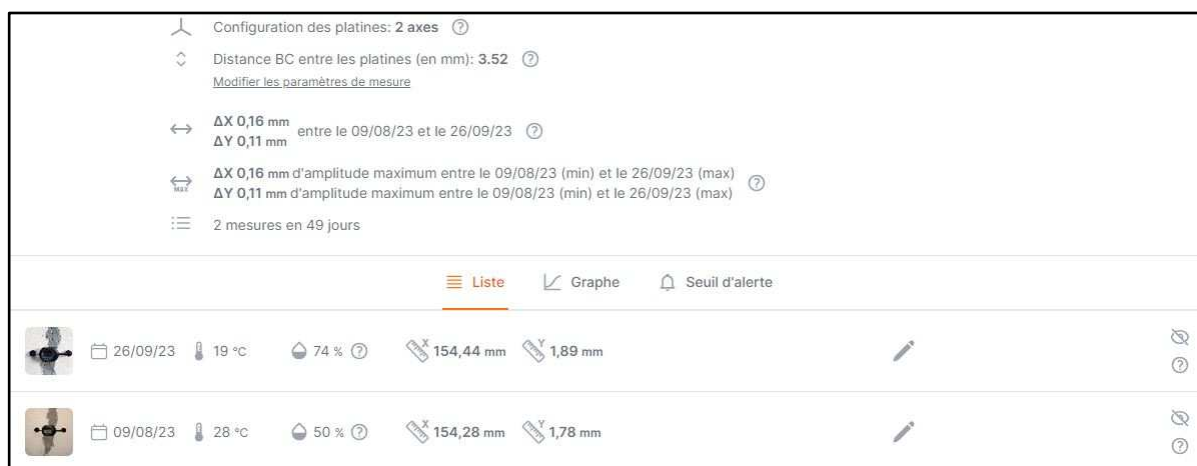 Configuration des platines: 2 axes ?
Distance BC entre les platines (en mm): 3.52 ?
Modifier les paramètres de mesure
ΔX 0,16 mm
ΔY 0,11 mm
entre le 09/08/23 et le 26/09/23 ?
MAX
ΔX 0,16 mm d'amplitude maximum entre le 09/08/23 (min) et le 26/09/23 (max)
ΔY 0,11 mm d'amplitude maximum entre le 09/08/23 (min) et le 26/09/23 (max) ?
2 mesures en 49 jours
Liste Graphe Seuil d'alerte
26/09/23 19 °C 74 % ? X 154,44 mm Y 1,89 mm ?
09/08/23 28 °C 50 % ? X 154,28 mm Y 1,78 mm ?